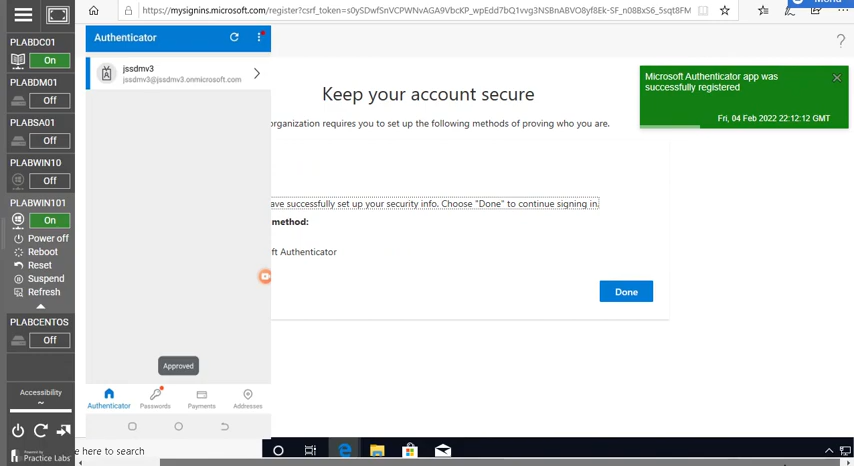 https://mysignins.microsoft.com/register?csrf_token=s0ySDwfSnVCPWNvAGA9VbcKP_wpEdd7bQ1vvg3NSBnABVO8yf8Ek-SF_n08BxS6_5sqt8FM
PLABDC01
On
PLABDM01
Off
PLABSA01
Off
PLABWIN10
Off
PLABWIN101
On
Power off
Reboot
Reset
Suspend
Refresh
PLABCENTOS
Off
Accessibility
Powered by
Practice Labs
Authenticator
jssdmv3
jssdmv3@jssdmv3.onmicrosoft.com
Approved
Authenticator
Passwords
Payments
Addresses
Keep your account secure
organization requires you to set up the following methods of proving who you are.
ave successfully set up your security info. Choose "Done" to continue signing in.
method:
ft Authenticator
Done
Microsoft Authenticator app was
successfully registered
Fri, 04 Feb 2022 22:12:12 GMT
?
e here to search